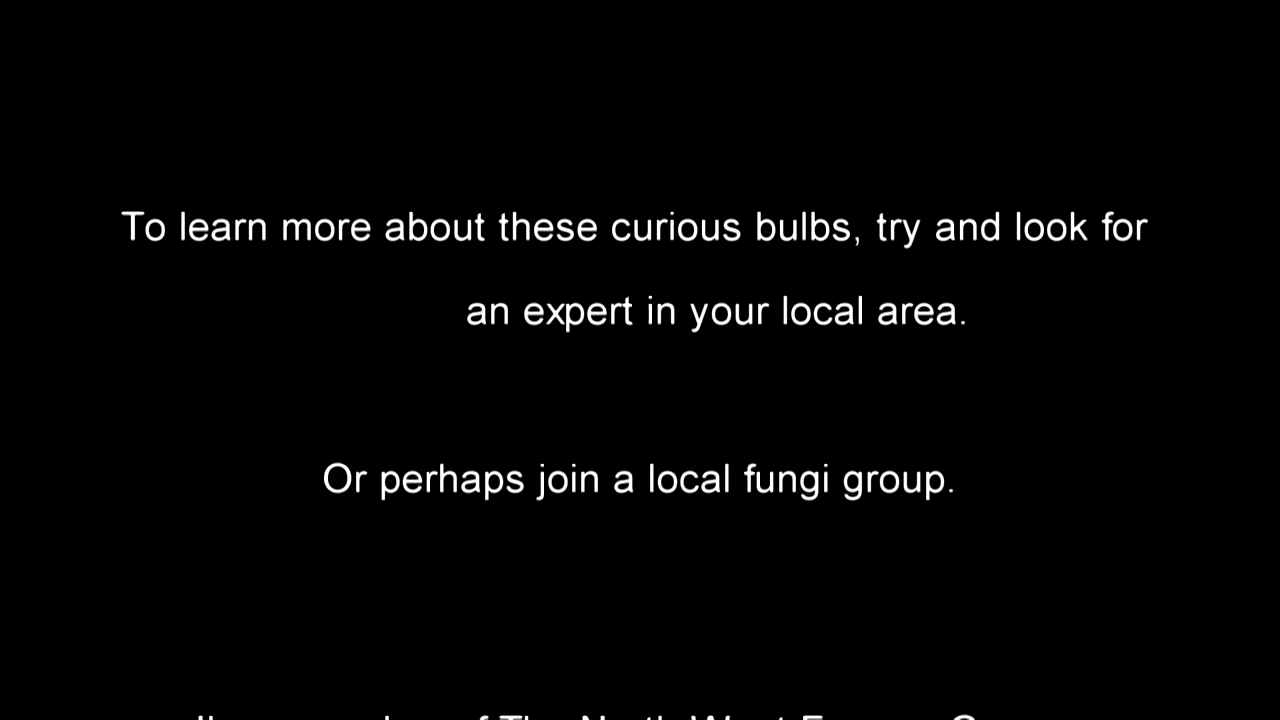 To learn more about these curious bulbs, try and look for
an expert in your local area.
Or perhaps join a local fungi group.